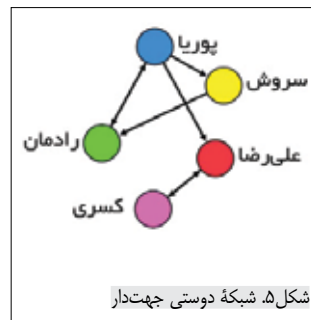 پوریا
سروش
رادمان
علی‌رضا
کسری
شکل۵. شبکهٔ دوستی جهت‌دار